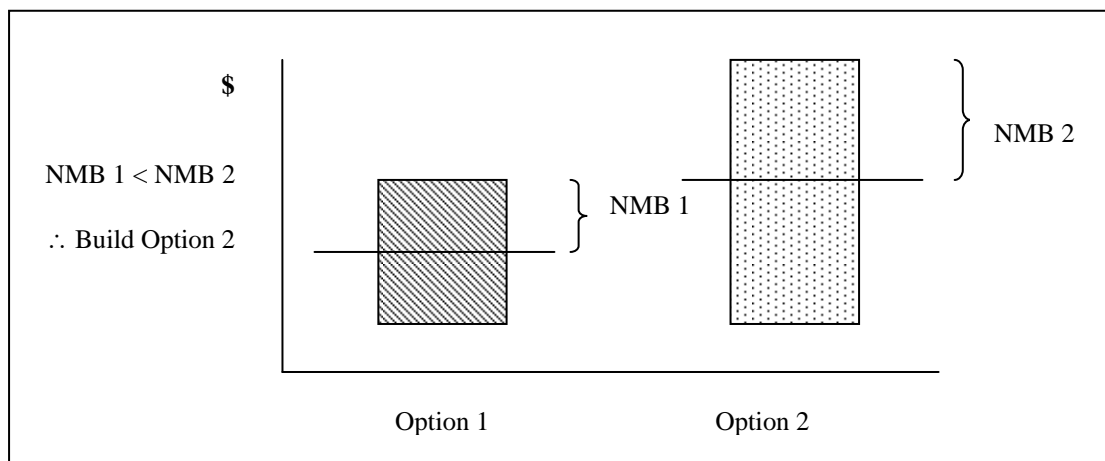 $
NMB 1 < NMB 2
∴ Build Option 2
NMB 1
NMB 2
Option 1
Option 2